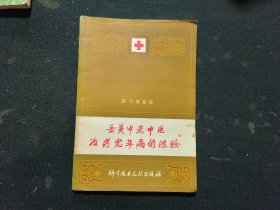 岳美中老中医
治疗老年病的经验
科学技术文献出版社